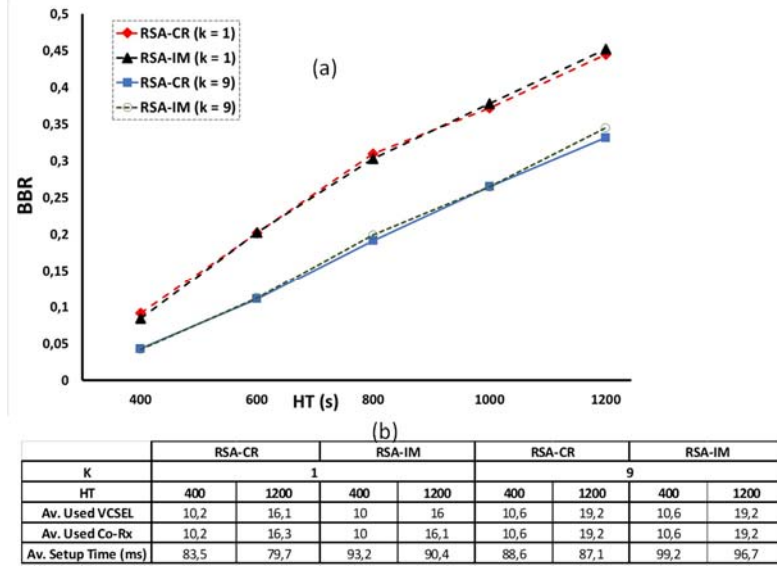 0,5
0,45
0,4
0,35
0,3
0,25
0,2
0,15
0,1
0,05
0
BBR
RSA-CR (k = 1)
RSA-IM (k = 1)
RSA-CR (k = 9)
RSA-IM (k = 9)
(a)
400 600 800 1000 1200
HT (s)
(b)
RSA-CR RSA-IM RSA-CR RSA-IM
K 1 9
HT 400 1200 400 1200 400 1200 400 1200
Av. Used VCSEL 10,2 16,1 10 16 10,6 19,2 10,6 19,2
Av. Used Co-Rx 10,2 16,3 10 16,1 10,6 19,2 10,6 19,2
Av. Setup Time (ms) 83,5 79,7 93,2 90,4 88,6 87,1 99,2 96,7